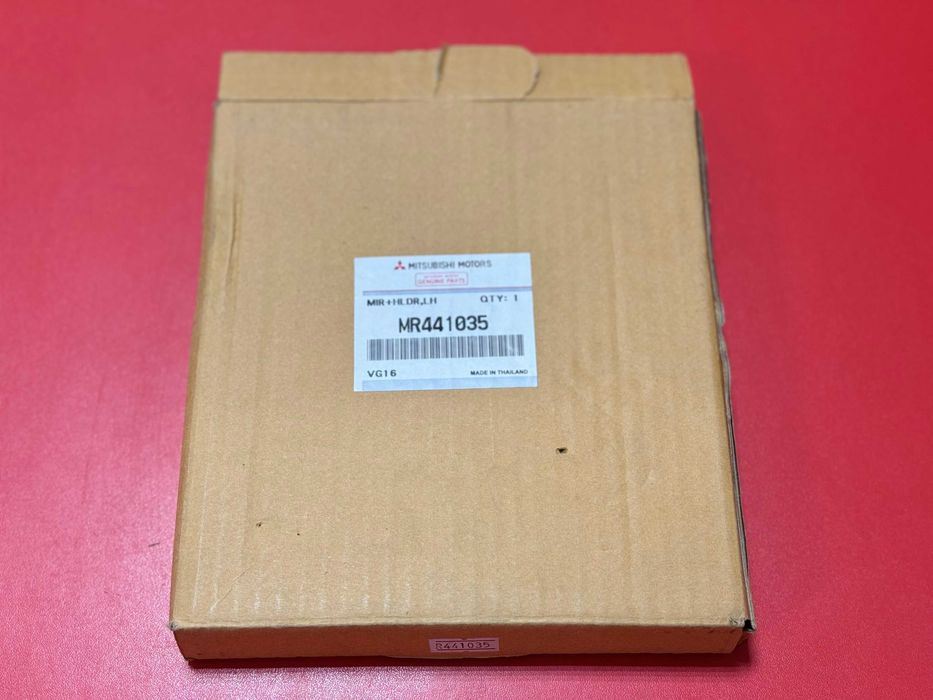 MITSUBISHI MOTORS
GENUINE PARTS
MIR+HLDR,LH QTY: 1
MR441035
VG16 MADE IN THAILAND
R441035